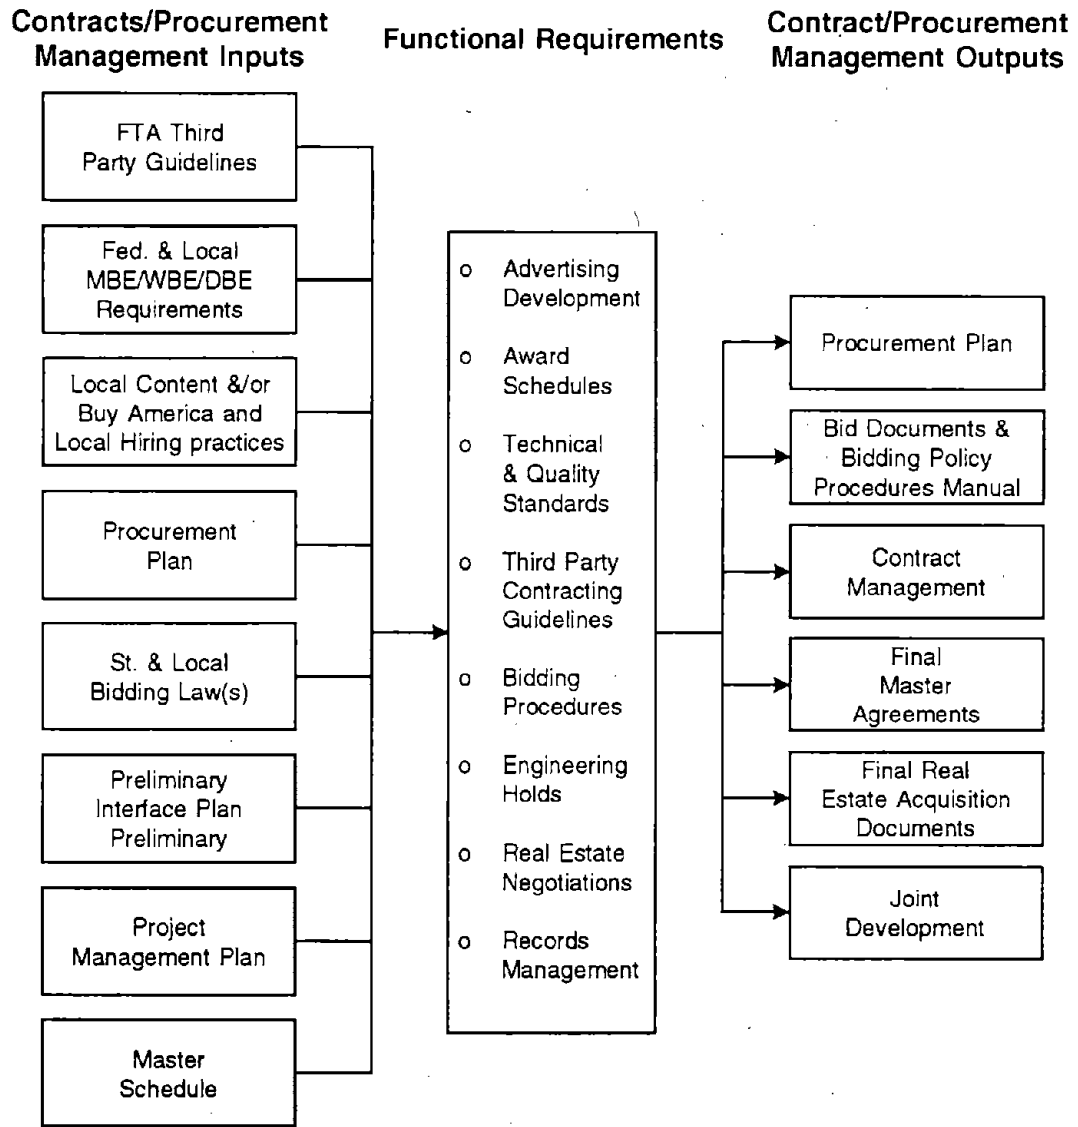 Contracts/Procurement
Management Inputs
Functional Requirements
Contract/Procurement
Management Outputs
FTA Third
Party Guidelines
Fed. & Local
MBE/WBE/DBE
Requirements
Local Content &/or
Buy America and
Local Hiring practices
Procurement
Plan
St. & Local
Bidding Law(s)
Preliminary
Interface Plan
Preliminary
Project
Management Plan
Master
Schedule
o Advertising
Development
o Award
Schedules
o Technical
& Quality
Standards
o Third Party
Contracting
Guidelines
o Bidding
Procedures
o Engineering
Holds
o Real Estate
Negotiations
o Records
Management
Procurement Plan
Bid Documents &
Bidding Policy
Procedures Manual
Contract
Management
Final
Master
Agreements
Final Real
Estate Acquisition
Documents
Joint
Development